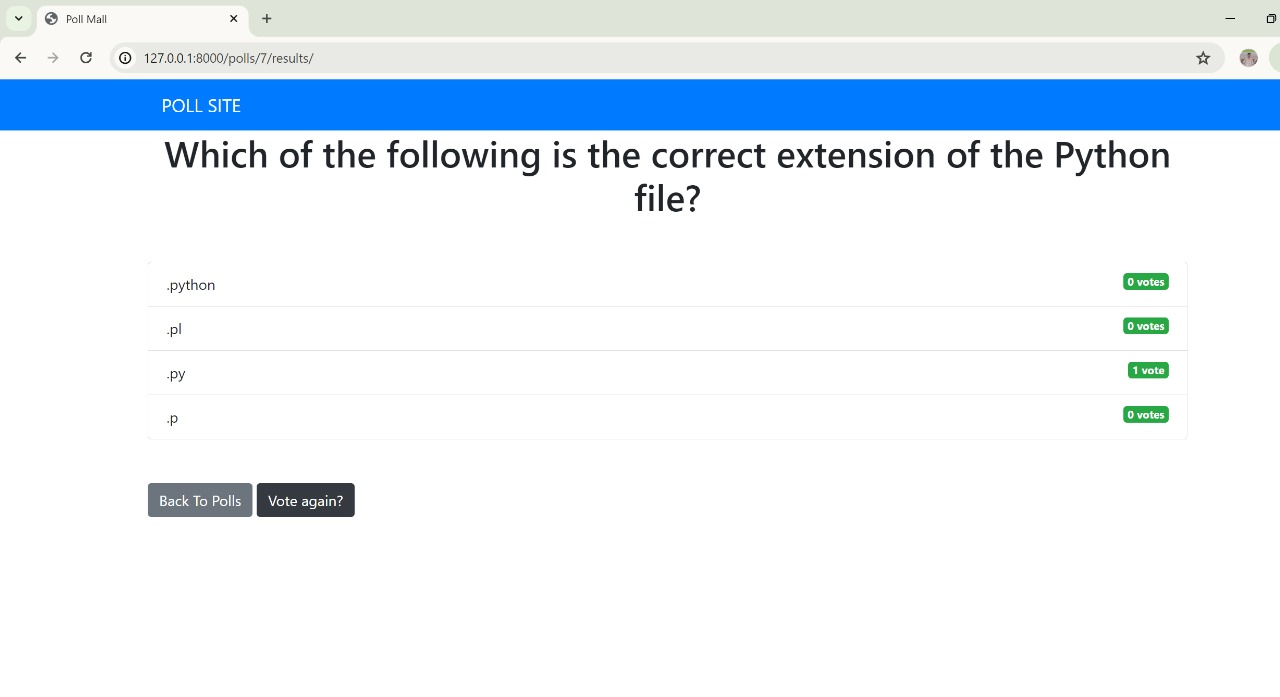 Poll Mall
127.0.0.1:8000/polls/7/results/
POLL SITE
Which of the following is the correct extension of the Python
file?
.python 0 votes
.pl 0 votes
.py 1 vote
.p 0 votes
Back To Polls Vote again?